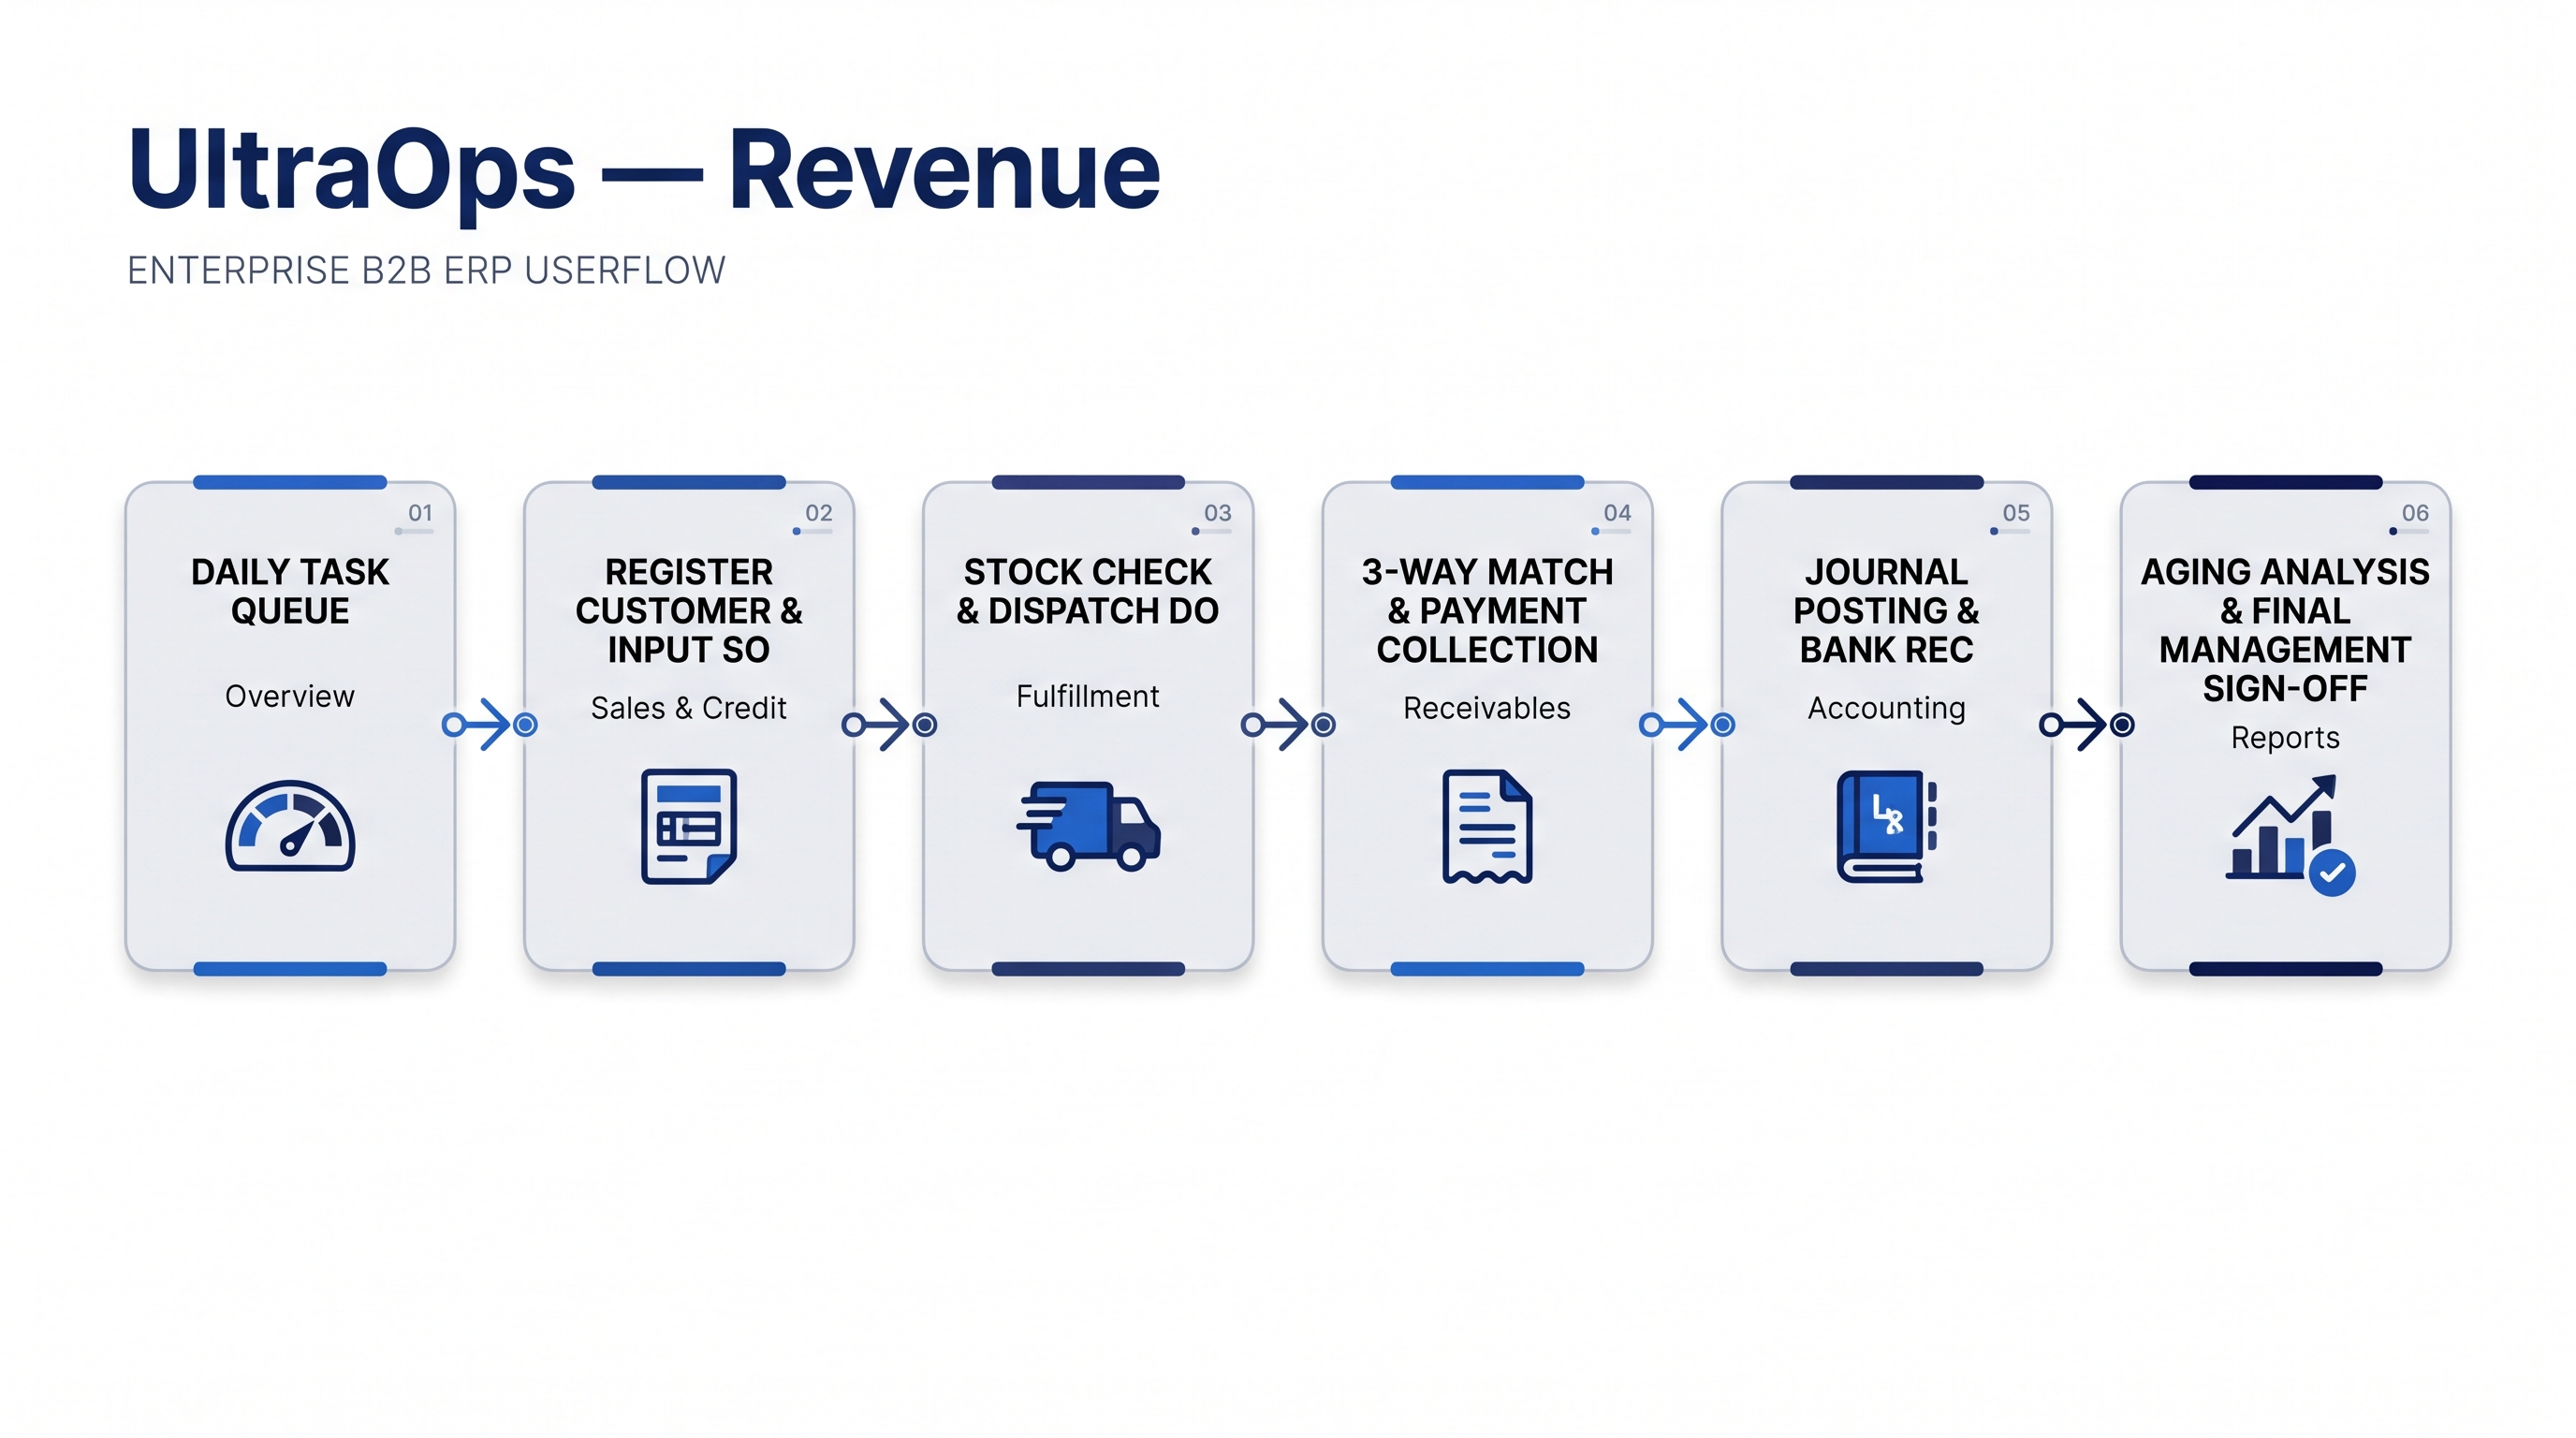 UltraOps — Revenue
ENTERPRISE B2B ERP USERFLOW
01
DAILY TASK
QUEUE
Overview
02
REGISTER
CUSTOMER &
INPUT SO
Sales & Credit
03
STOCK CHECK
& DISPATCH DO
Fulfillment
04
3-WAY MATCH
& PAYMENT
COLLECTION
Receivables
05
JOURNAL
POSTING &
BANK REC
Accounting
06
AGING ANALYSIS
& FINAL
MANAGEMENT
SIGN-OFF
Reports